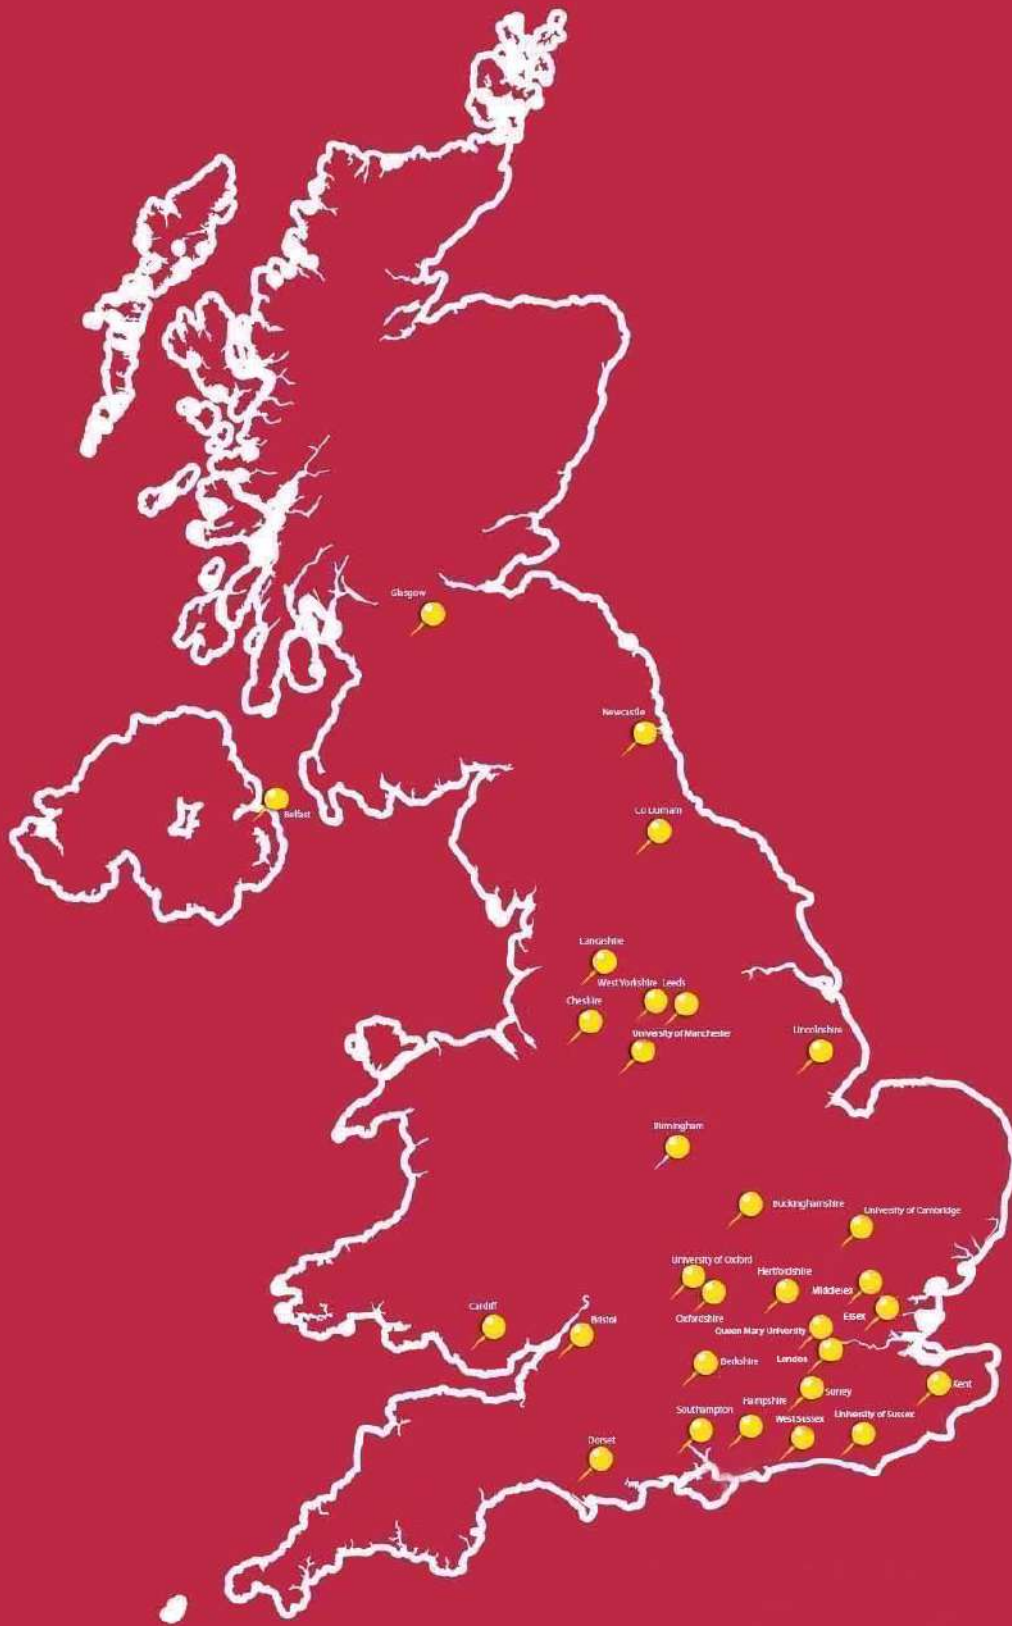 Glasgow
Newcastle
Belfast
Co Durham
Lancashire
West Yorkshire Leeds
Cheshire
University of Manchester
Lincolnshire
Birmingham
Buckinghamshire
University of Cambridge
University of Oxford
Hertfordshire
Middlesex
Oxfordshire
Essex
Cardiff
Bristol
Queen Mary University
Berkshire
London
Kent
Surrey
Hampshire
Southampton
West Sussex
University of Sussex
Dorset